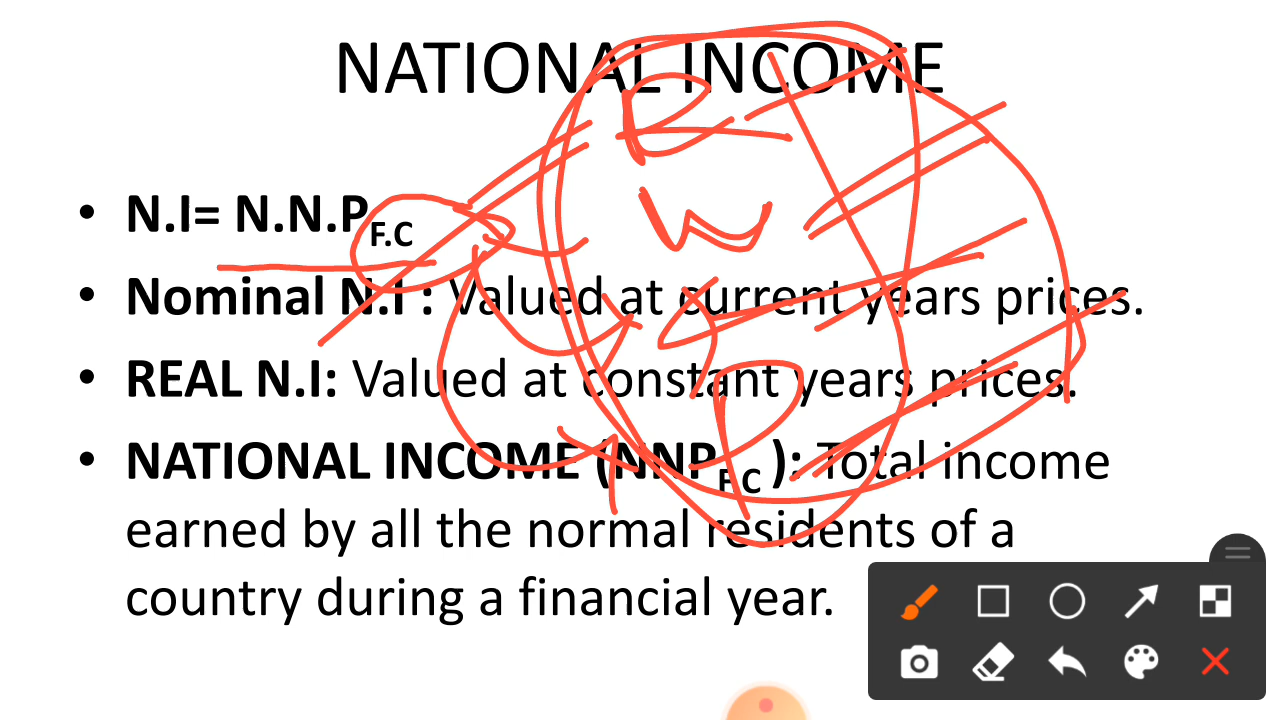 NATIONAL INCOME
• N.I= N.N.P F.C
• Nominal N.I : Valued at current years prices.
• REAL N.I: Valued at constant years prices.
• NATIONAL INCOME (NNP F.C ): Total income
earned by all the normal residents of a
country during a financial year.
R
W
I
P